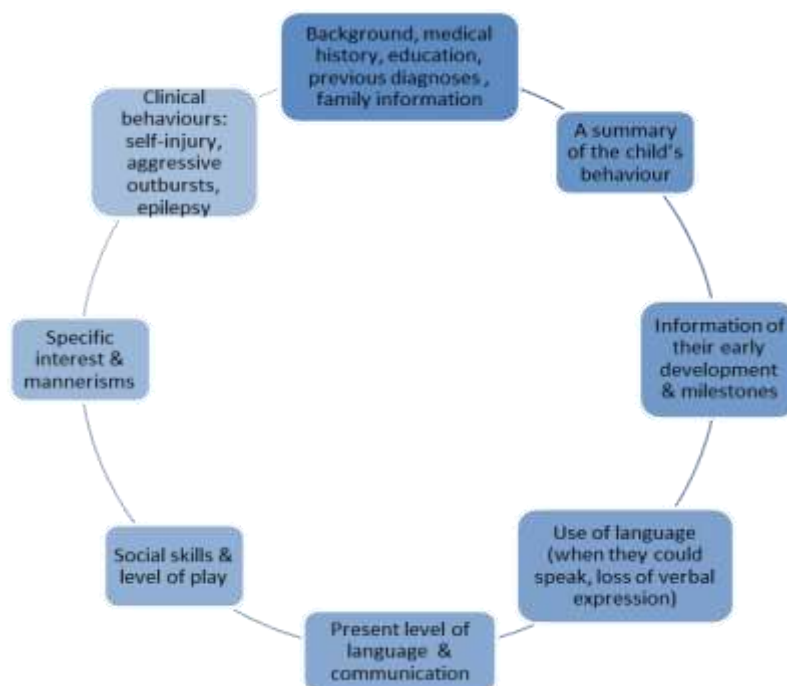 Background, medical
history, education,
previous diagnoses ,
family information
A summary
of the child's
behaviour
Information of
their early
development
& milestones
Use of language
(when they could
speak, loss of verbal
expression)
Present level of
language &
communication
Social skills &
level of play
Specific
interest &
mannerisms
Clinical
behaviours:
self-injury,
aggressive
outbursts,
epilepsy